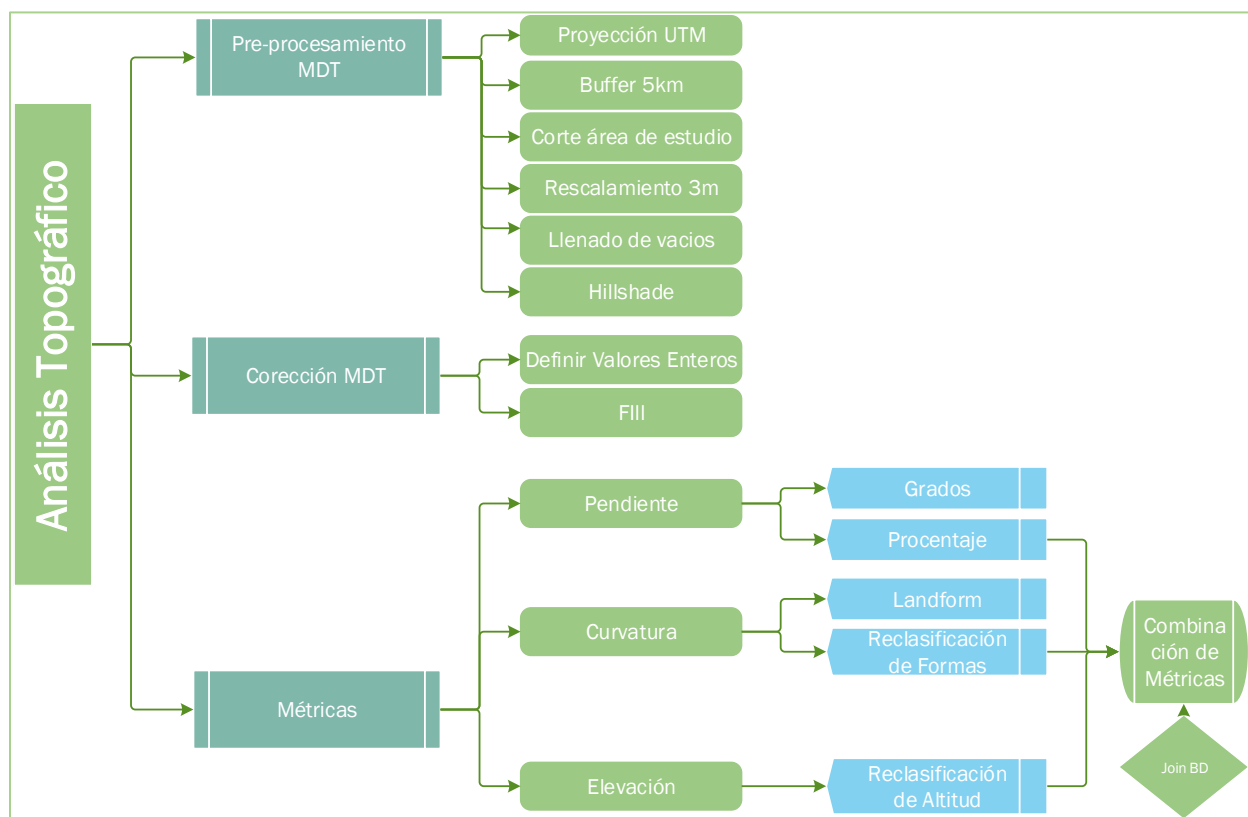 Análisis Topográfico
Pre-procesamiento
MDT
Proyección UTM
Buffer 5km
Corte área de estudio
Rescalamiento 3m
Llenado de vacios
Hillshade
Corección MDT
Definir Valores Enteros
FIll
Métricas
Pendiente
Grados
Procentaje
Curvatura
Landform
Reclasificación
de Formas
Elevación
Reclasificación
de Altitud
Combina
ción de
Métricas
Join BD